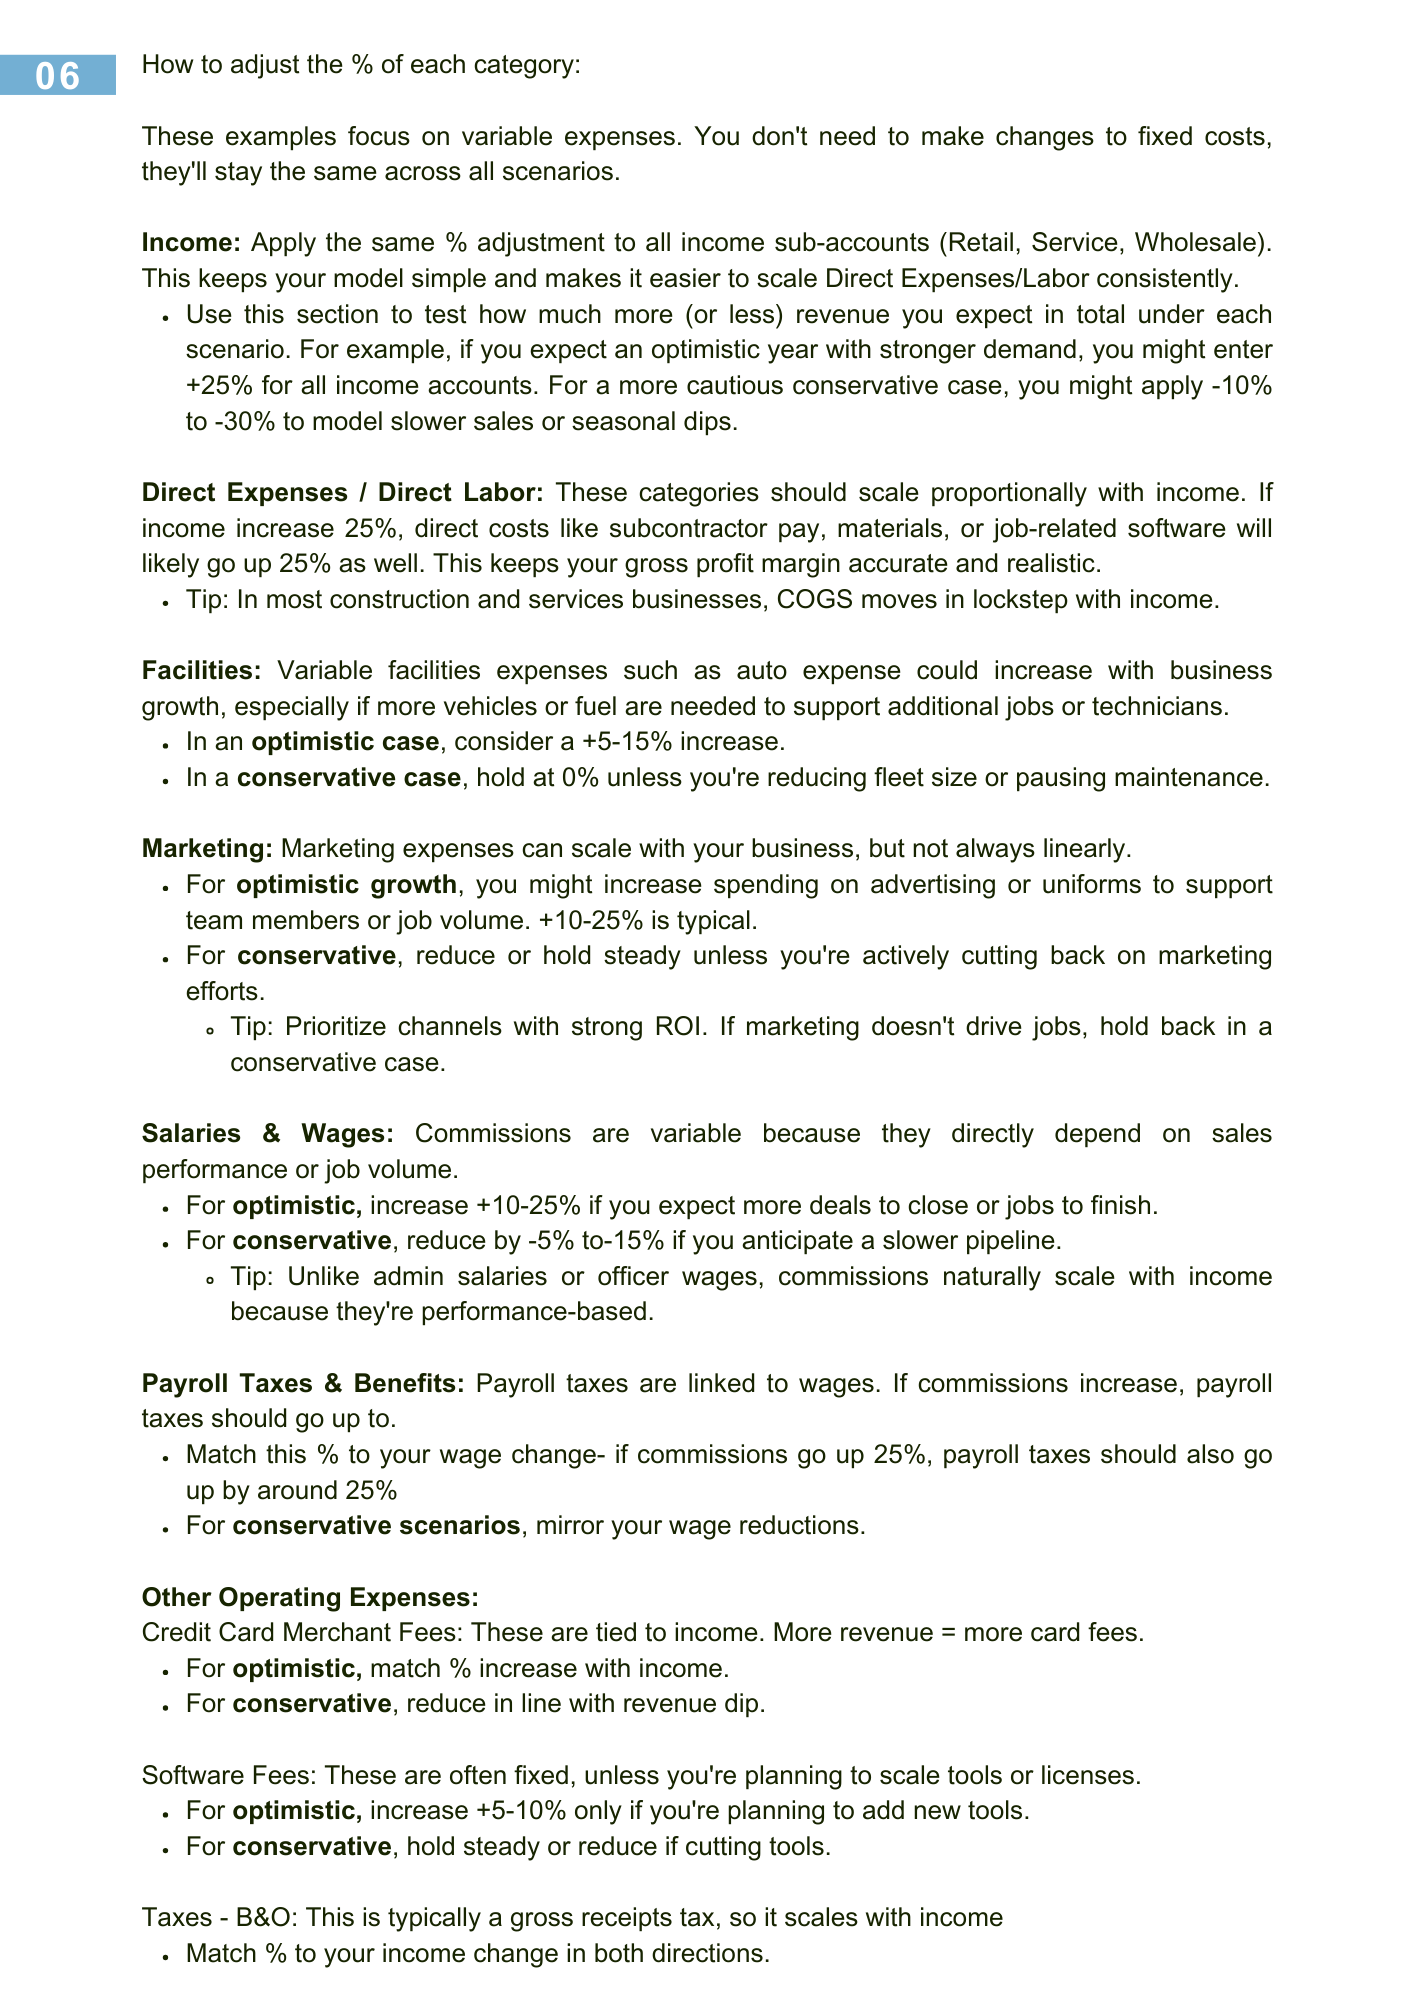 06
How to adjust the % of each category:
These examples focus on variable expenses. You don't need to make changes to fixed costs,
they'll stay the same across all scenarios.
Income: Apply the same % adjustment to all income sub-accounts (Retail, Service, Wholesale).
This keeps your model simple and makes it easier to scale Direct Expenses/Labor consistently.
• Use this section to test how much more (or less) revenue you expect in total under each
scenario. For example, if you expect an optimistic year with stronger demand, you might enter
+25% for all income accounts. For a more cautious conservative case, you might apply -10%
to -30% to model slower sales or seasonal dips.
Direct Expenses / Direct Labor: These categories should scale proportionally with income. If
income increase 25%, direct costs like subcontractor pay, materials, or job-related software will
likely go up 25% as well. This keeps your gross profit margin accurate and realistic.
• Tip: In most construction and services businesses, COGS moves in lockstep with income.
Facilities: Variable facilities expenses such as auto expense could increase with business
growth, especially if more vehicles or fuel are needed to support additional jobs or technicians.
• In an optimistic case, consider a +5-15% increase.
• In a conservative case, hold at 0% unless you're reducing fleet size or pausing maintenance.
Marketing: Marketing expenses can scale with your business, but not always linearly.
• For optimistic growth, you might increase spending on advertising or uniforms to support
team members or job volume. +10-25% is typical.
• For conservative, reduce or hold steady unless you're actively cutting back on marketing
efforts.
◦ Tip: Prioritize channels with strong ROI. If marketing doesn't drive jobs, hold back in a
conservative case.
Salaries & Wages: Commissions are variable because they directly depend on sales
performance or job volume.
• For optimistic, increase +10-25% if you expect more deals to close or jobs to finish.
• For conservative, reduce by -5% to-15% if you anticipate a slower pipeline.
◦ Tip: Unlike admin salaries or officer wages, commissions naturally scale with income
because they're performance-based.
Payroll Taxes & Benefits: Payroll taxes are linked to wages. If commissions increase, payroll
taxes should go up to.
• Match this % to your wage change- if commissions go up 25%, payroll taxes should also go
up by around 25%
• For conservative scenarios, mirror your wage reductions.
Other Operating Expenses:
Credit Card Merchant Fees: These are tied to income. More revenue = more card fees.
• For optimistic, match % increase with income.
• For conservative, reduce in line with revenue dip.
Software Fees: These are often fixed, unless you're planning to scale tools or licenses.
• For optimistic, increase +5-10% only if you're planning to add new tools.
• For conservative, hold steady or reduce if cutting tools.
Taxes - B&O: This is typically a gross receipts tax, so it scales with income
• Match % to your income change in both directions.